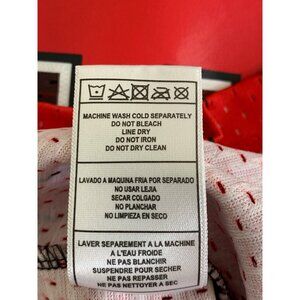 MACHINE WASH COLD SEPARATELY
DO NOT BLEACH
LINE DRY
DO NOT IRON
DO NOT DRY CLEAN
LAVADO A MAQUINA FRIA POR SEPARADO
NO USAR LEJIA
SECAR COLGADO
NO PLANCHAR
NO LIMPIEZA EN SECO
LAVER SEPAREMENT A LA MACHINE
A L'EAU FROIDE
NE PAS BLANCHIR
SUSPENDRE POUR SECHER
NE PAS REPASSER
NE PAS NETTOYER A SEC